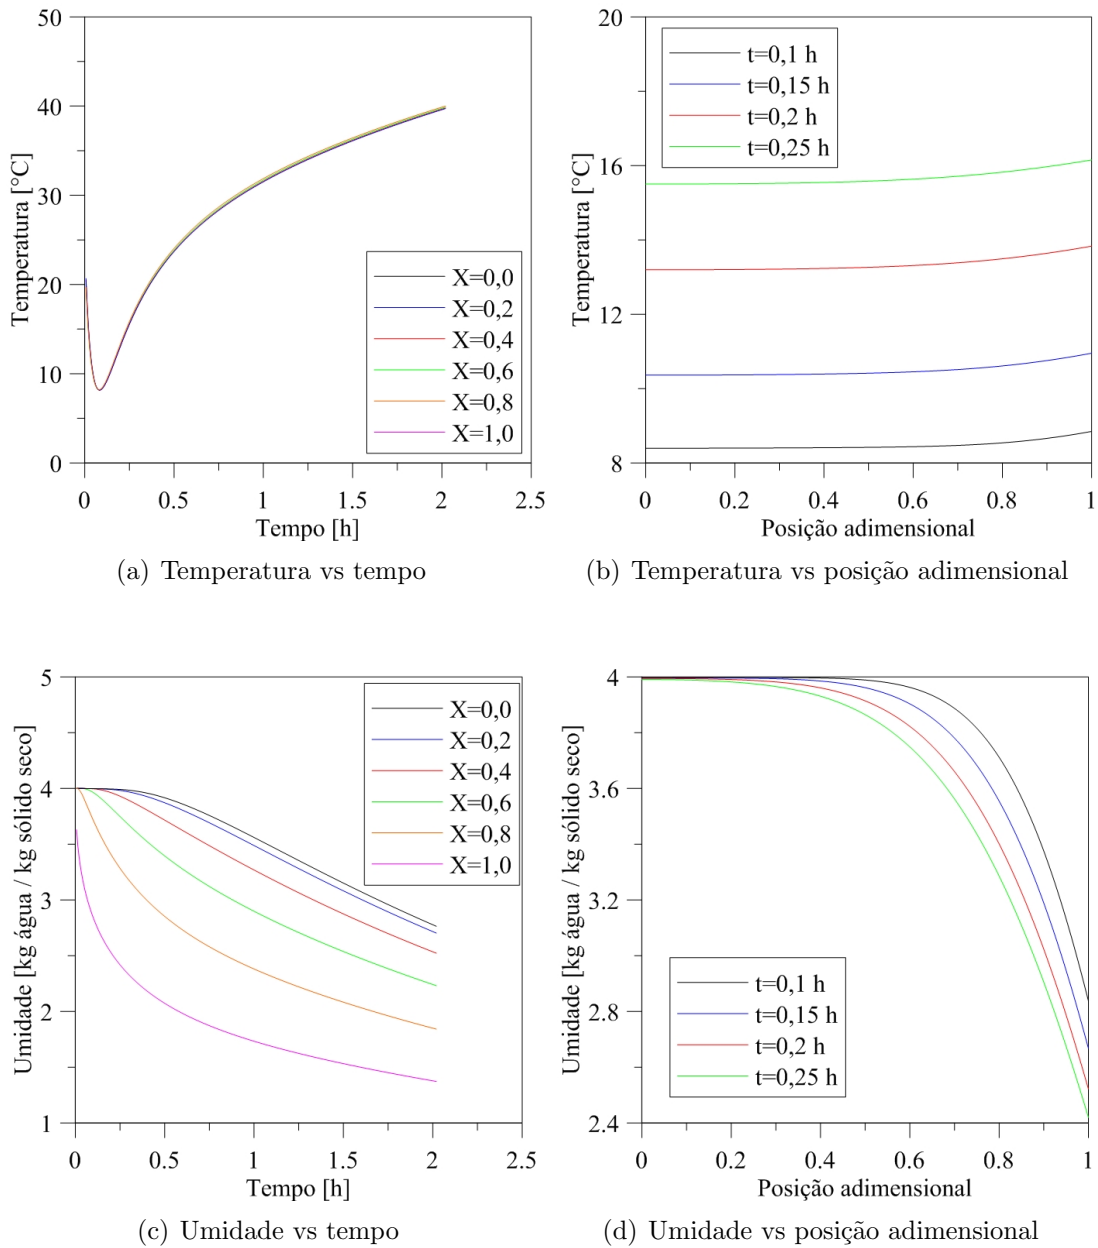 50
40
30
20
10
0
Temperatura [°C]
X=0,0
X=0,2
X=0,4
X=0,6
X=0,8
X=1,0
0 0.5 1 1.5 2 2.5
Tempo [h]
(a) Temperatura vs tempo
20
16
12
8
Temperatura [°C]
t=0,1 h
t=0,15 h
t=0,2 h
t=0,25 h
0 0.2 0.4 0.6 0.8 1
Posição adimensional
(b) Temperatura vs posição adimensional
5
4
3
2
1
Umidade [kg água / kg sólido seco]
X=0,0
X=0,2
X=0,4
X=0,6
X=0,8
X=1,0
0 0.5 1 1.5 2 2.5
Tempo [h]
(c) Umidade vs tempo
4
3.6
3.2
2.8
2.4
Umidade [kg água / kg sólido seco]
t=0,1 h
t=0,15 h
t=0,2 h
t=0,25 h
0 0.2 0.4 0.6 0.8 1
Posição adimensional
(d) Umidade vs posição adimensional